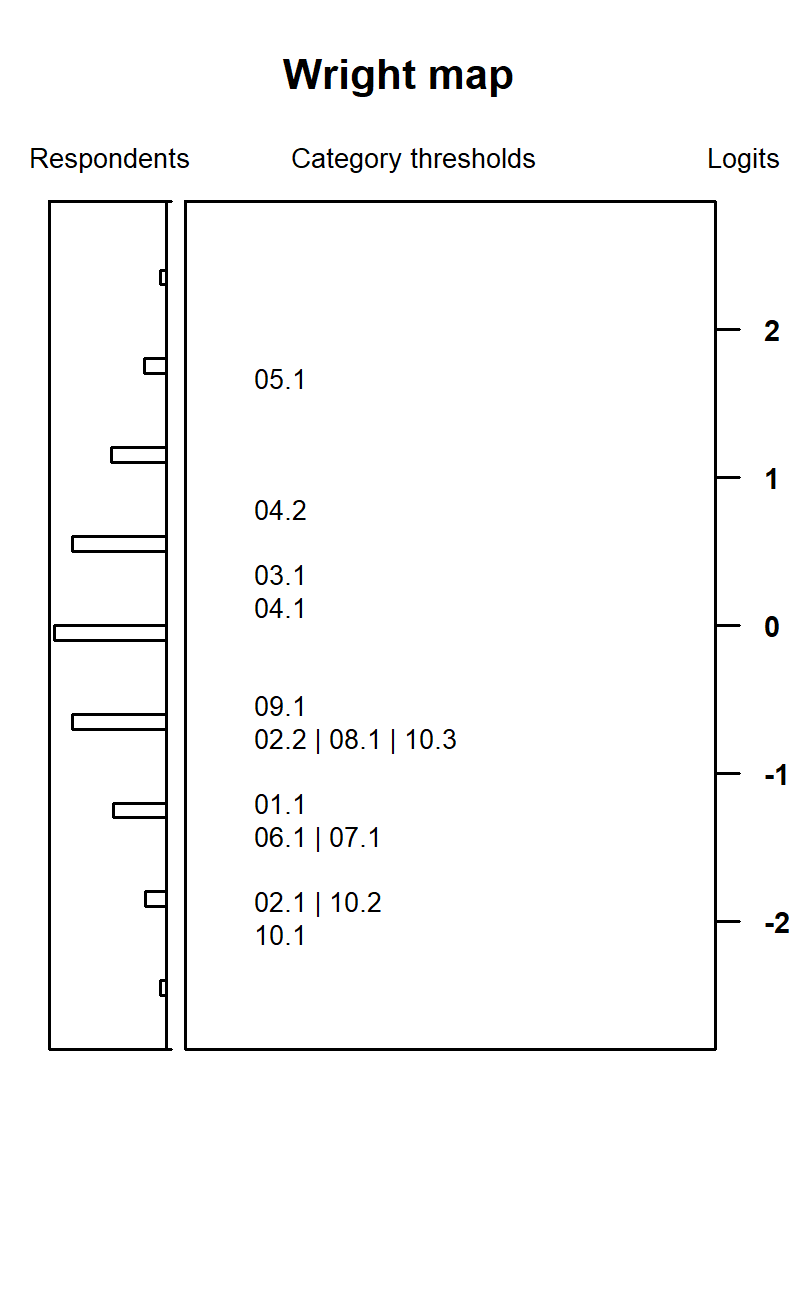 Wright map
Respondents Category thresholds Logits
2
05.1
1
04.2
03.1
04.1
0
09.1
02.2 | 08.1 | 10.3
-1
01.1
06.1 | 07.1
02.1 | 10.2
-2
10.1